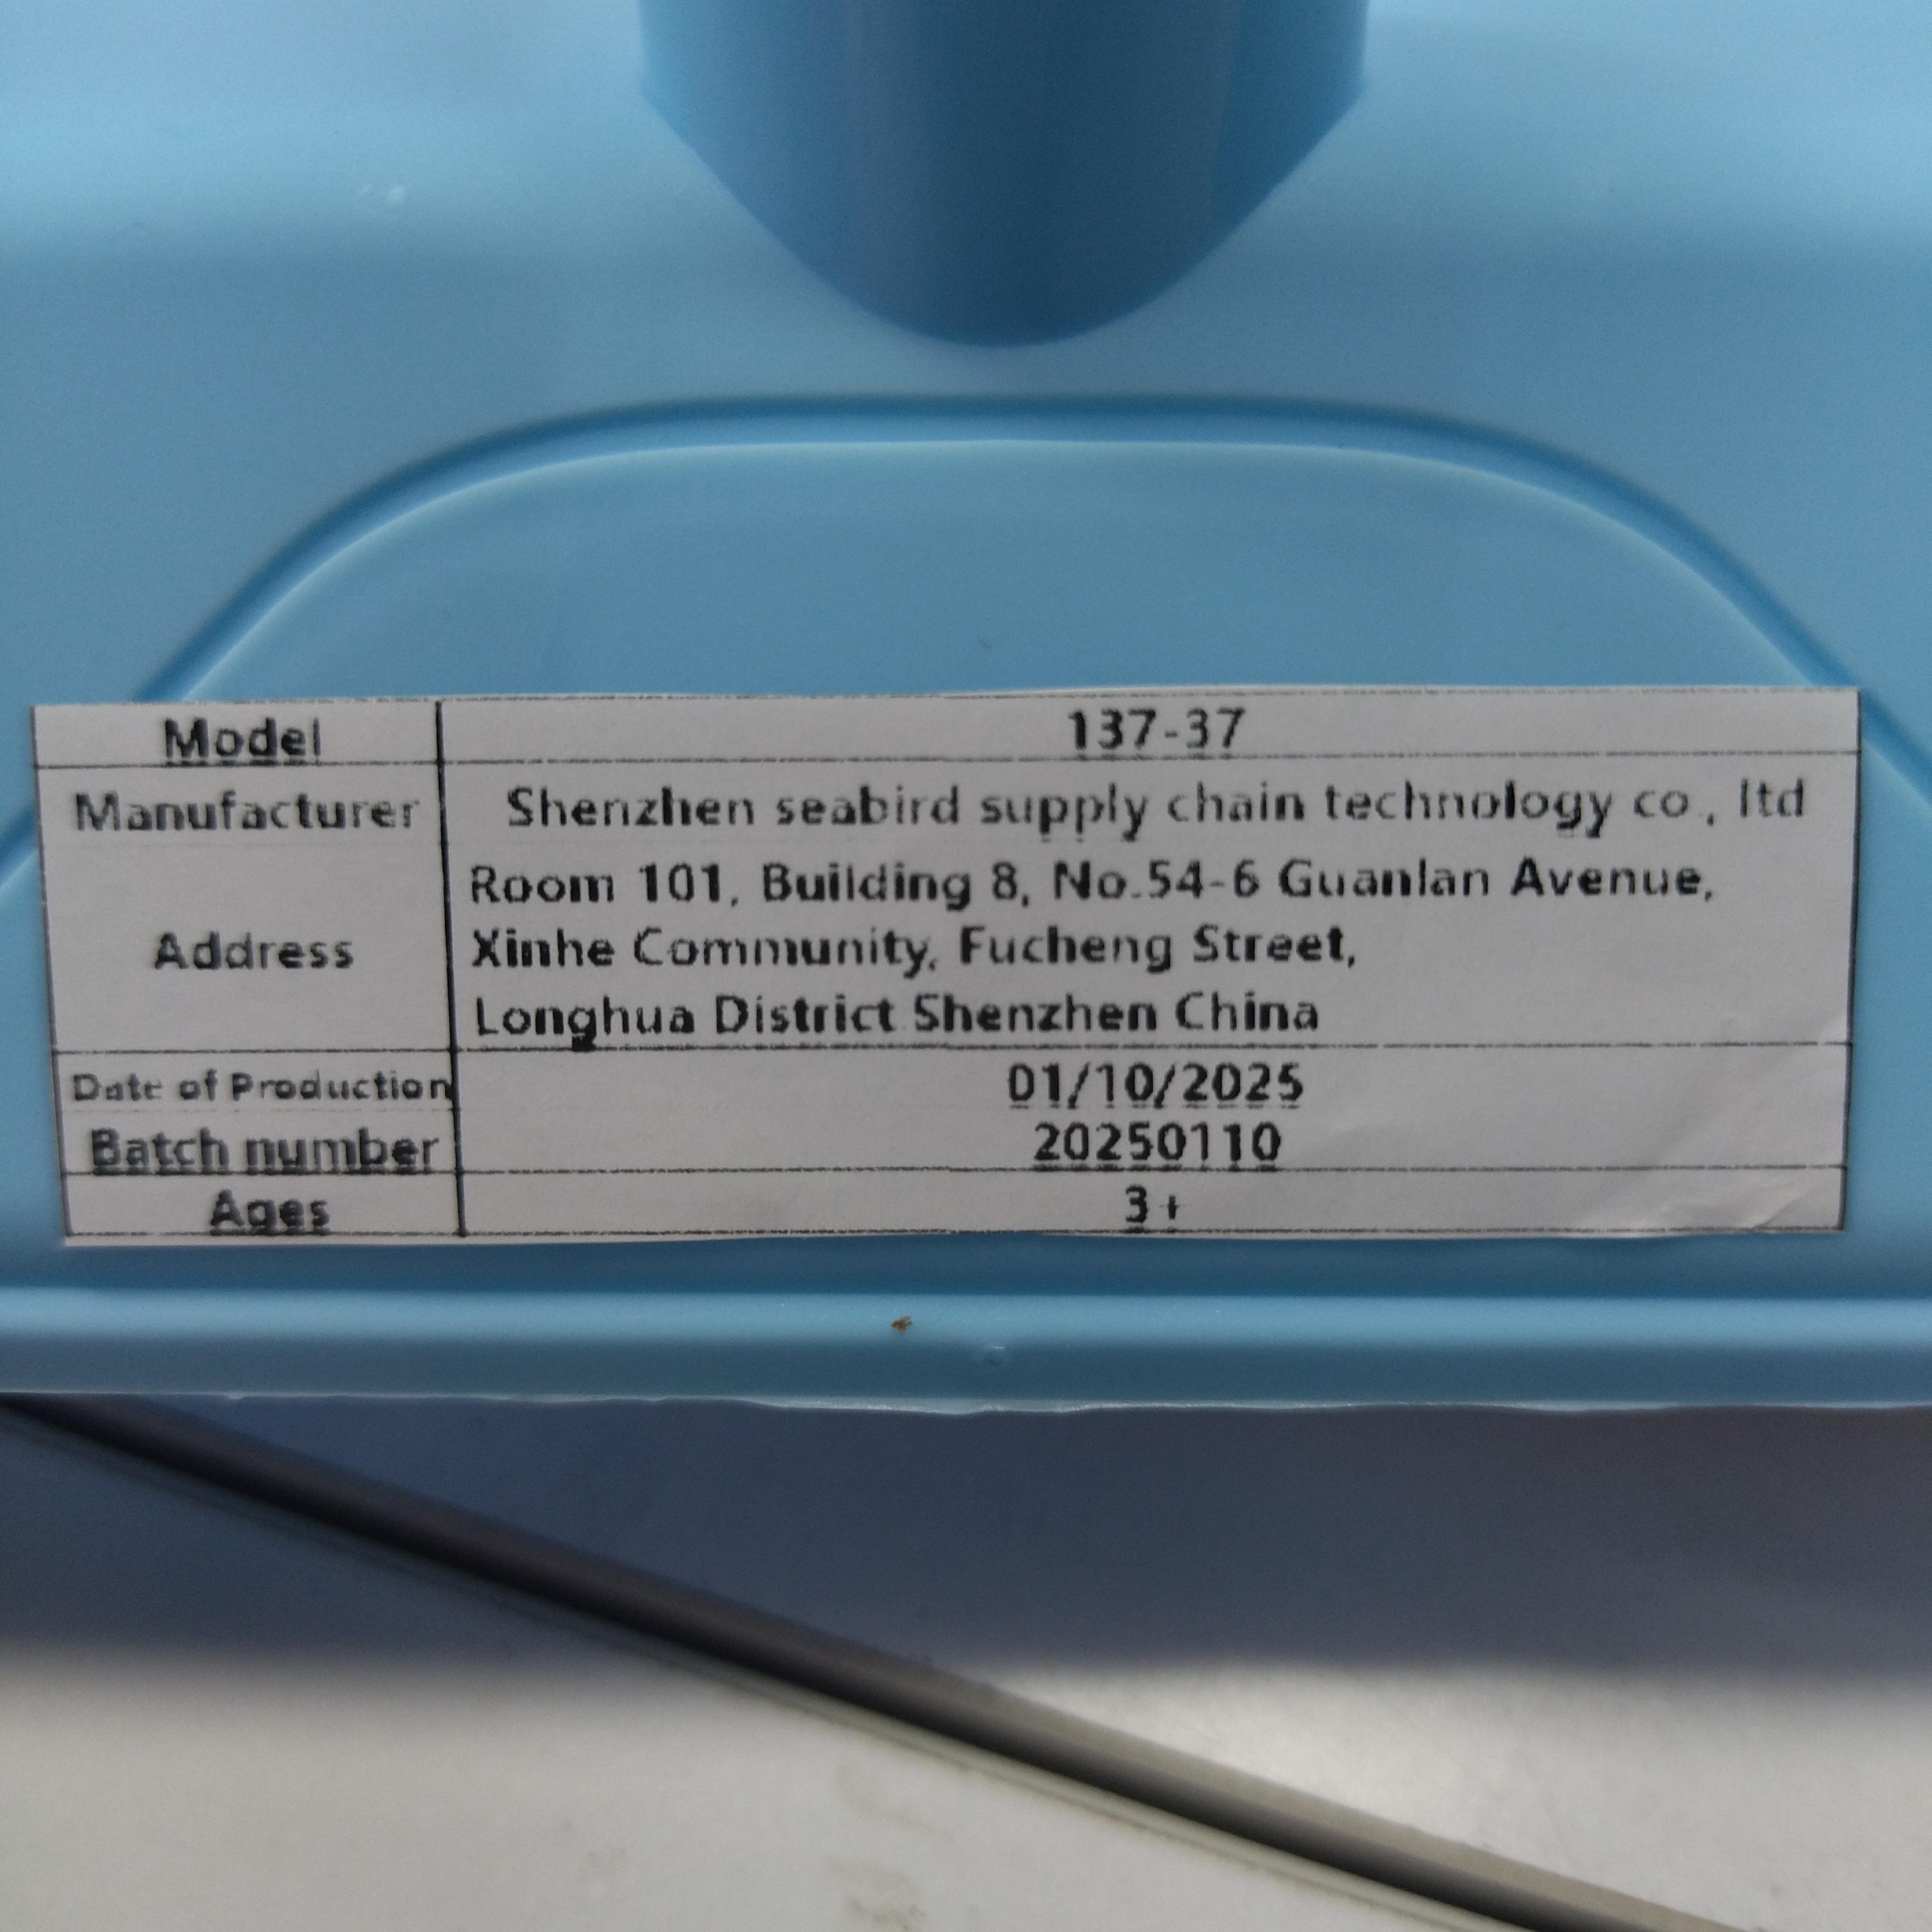 Model 137-37
Manufacturer Shenzhen seabird supply chain technology co., ltd
Address Room 101, Building 8, No.54-6 Guanlan Avenue,
Xinhe Community, Fucheng Street,
Longhua District Shenzhen China
Date of Production 01/10/2025
Batch number 20250110
Ages 3+